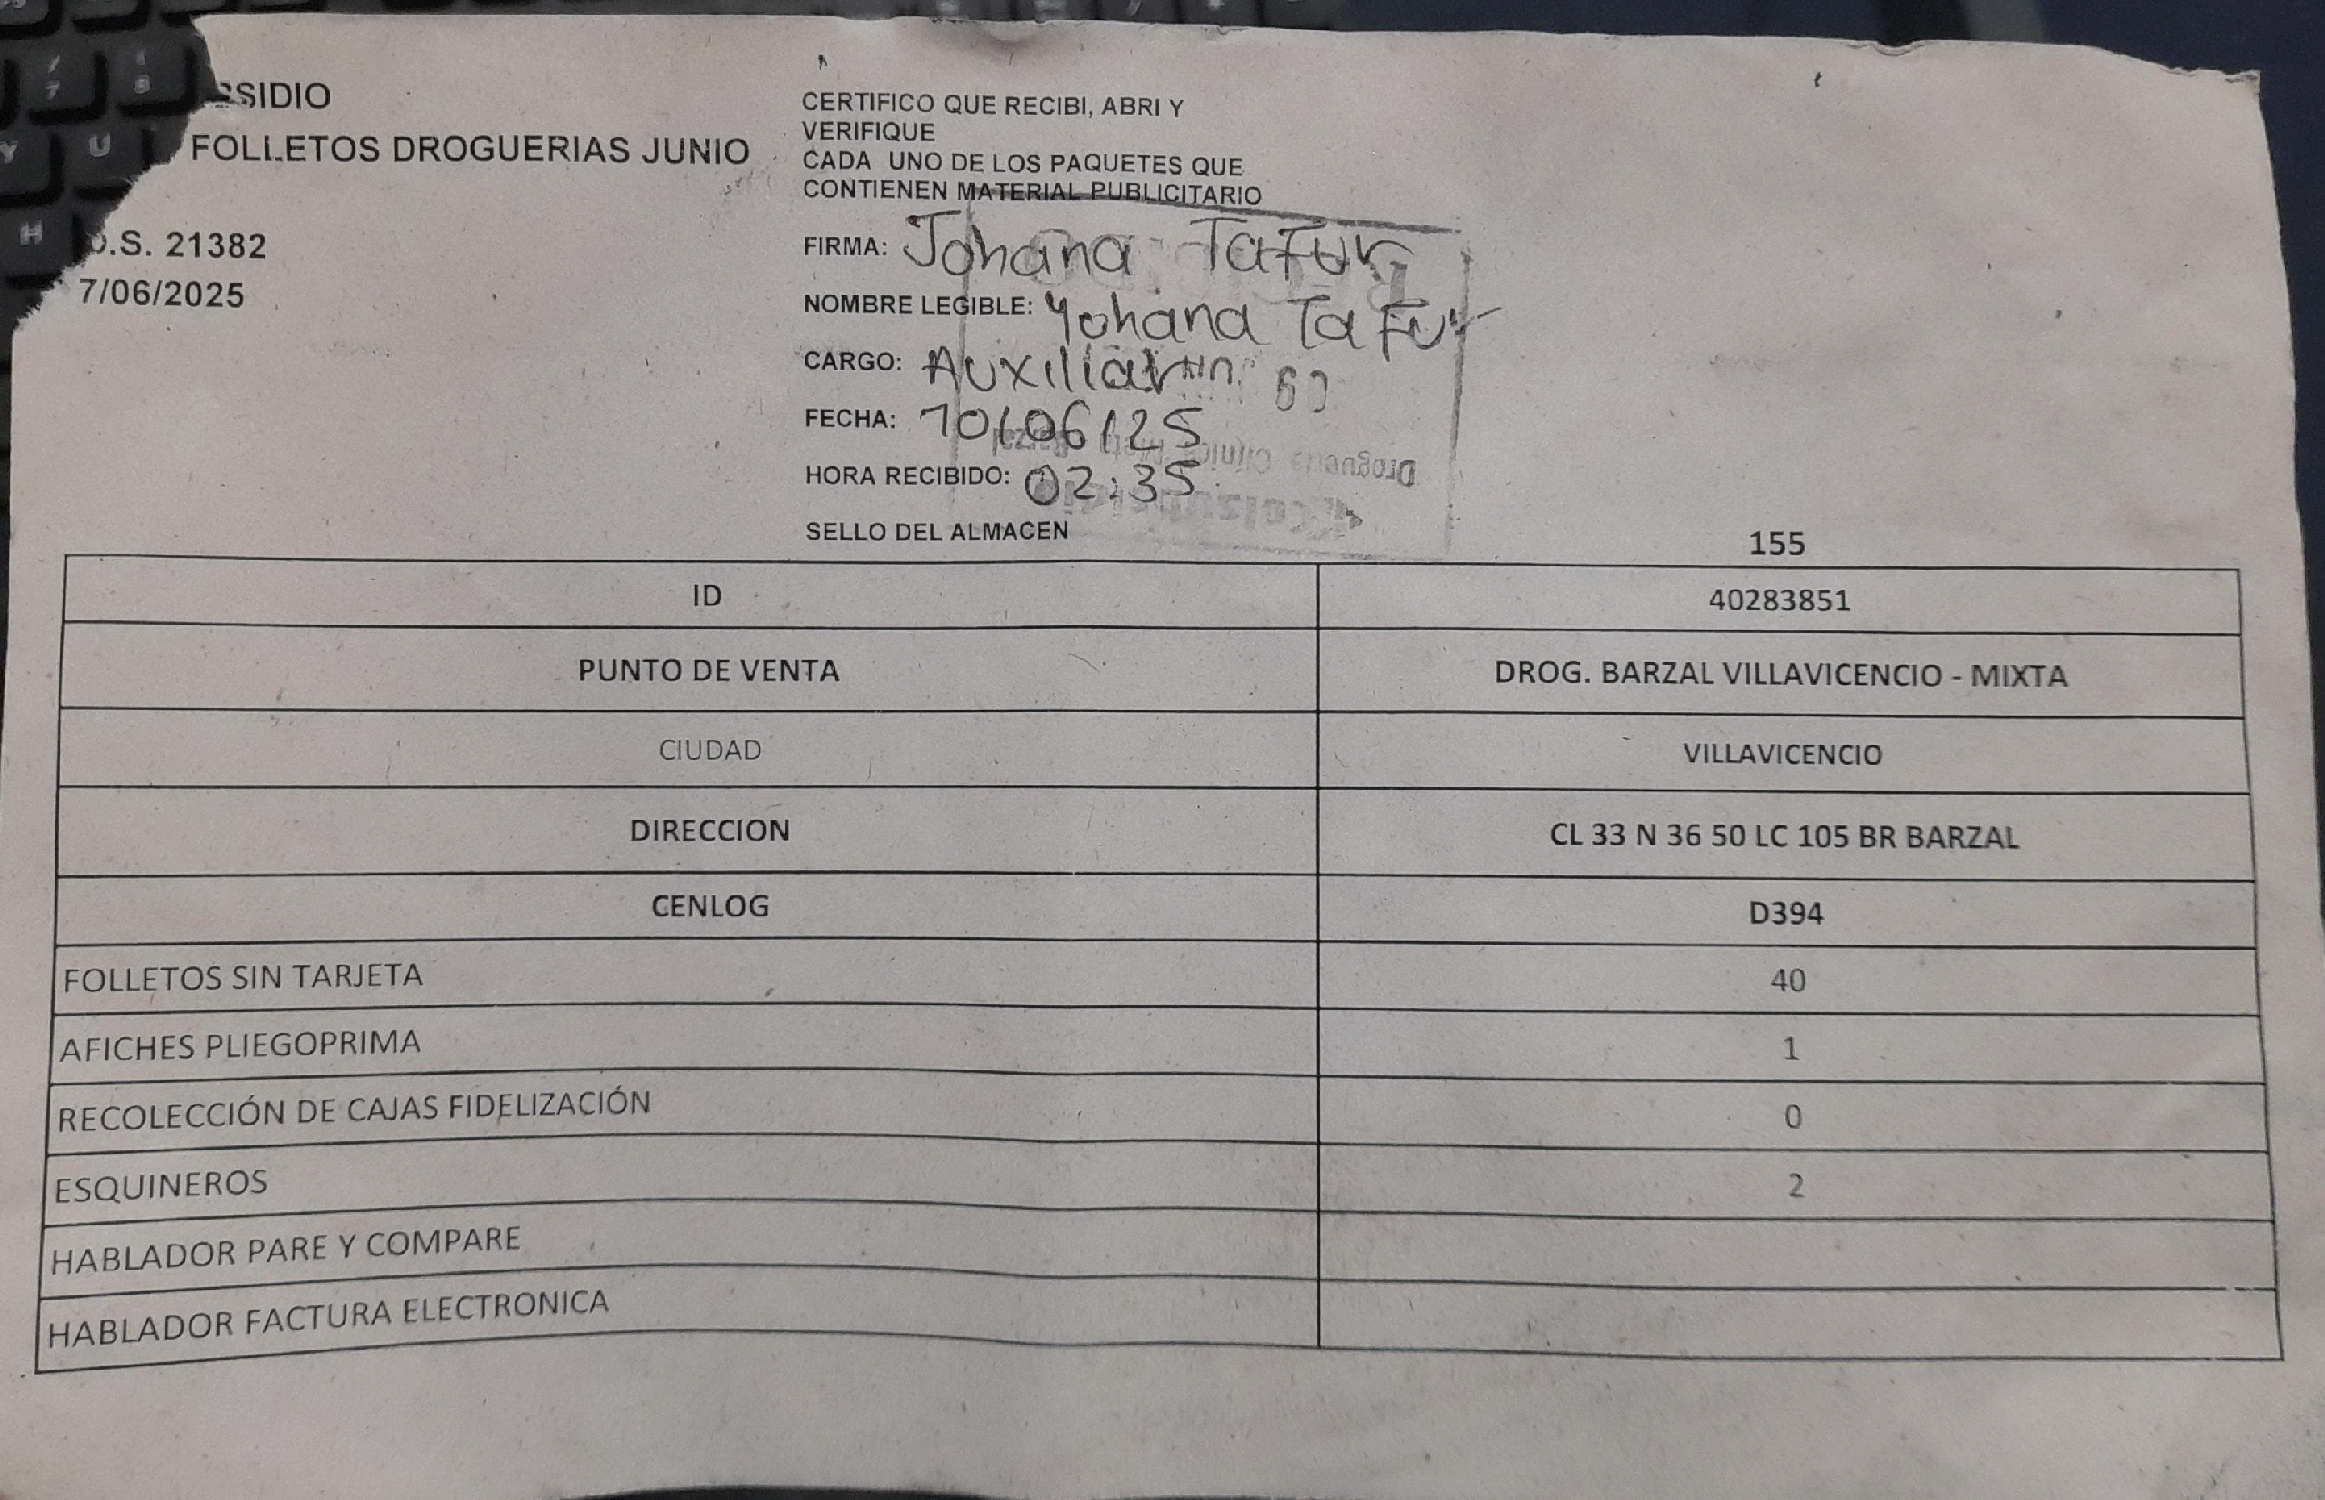 SIDIO
FOLLETOS DROGUERIAS JUNIO
O.S. 21382
7/06/2025
CERTIFICO QUE RECIBI, ABRI Y
VERIFIQUE
CADA UNO DE LOS PAQUETES QUE
CONTIENEN MATERIAL PUBLICITARIO
FIRMA: Johana Tafur
NOMBRE LEGIBLE: Yohana Tafur
CARGO: Auxiliar
FECHA: 10/06/25
HORA RECIBIDO: 02:35
SELLO DEL ALMACEN
155
ID 40283851
PUNTO DE VENTA DROG. BARZAL VILLAVICENCIO - MIXTA
CIUDAD VILLAVICENCIO
DIRECCION CL 33 N 36 50 LC 105 BR BARZAL
CENLOG D394
FOLLETOS SIN TARJETA 40
AFICHES PLIEGOPRIMA 1
RECOLECCIÓN DE CAJAS FIDELIZACIÓN 0
ESQUINEROS 2
HABLADOR PARE Y COMPARE
HABLADOR FACTURA ELECTRONICA